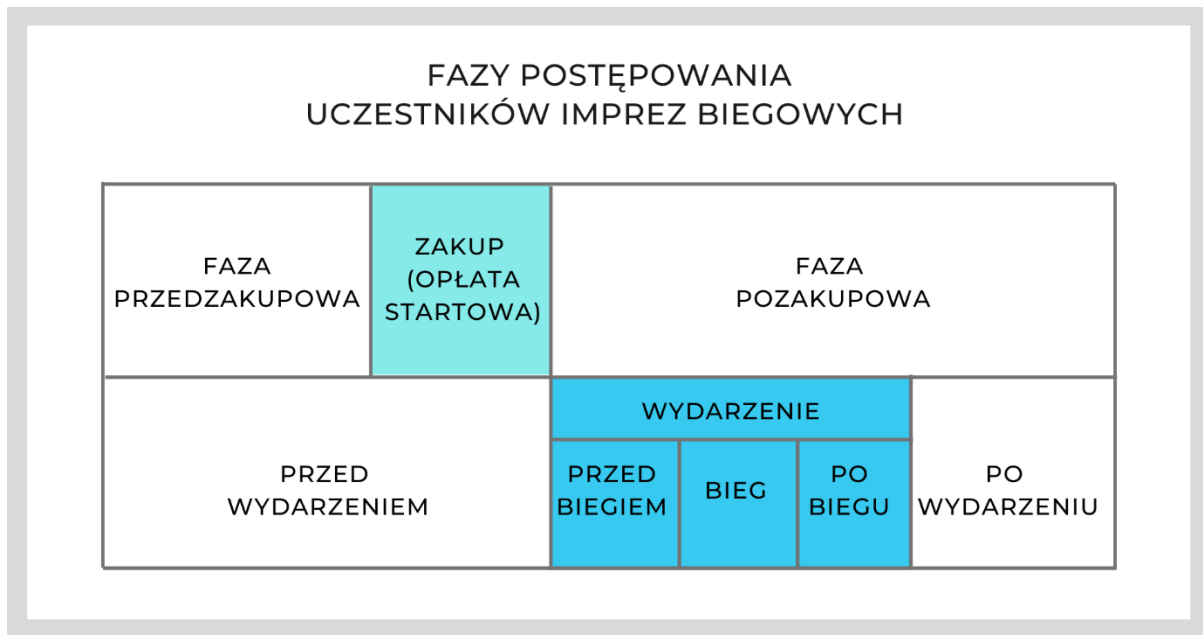 FAZY POSTĘPOWANIA
UCZESTNIKÓW IMPREZ BIEGOWYCH
FAZA
PRZEDZAKUPOWA
ZAKUP
(OPŁATA
STARTOWA)
FAZA
POZAKUPOWA
PRZED
WYDARZENIEM
WYDARZENIE
PRZED
BIEGIEM
BIEG
PO
BIEGU
PO
WYDARZENIU